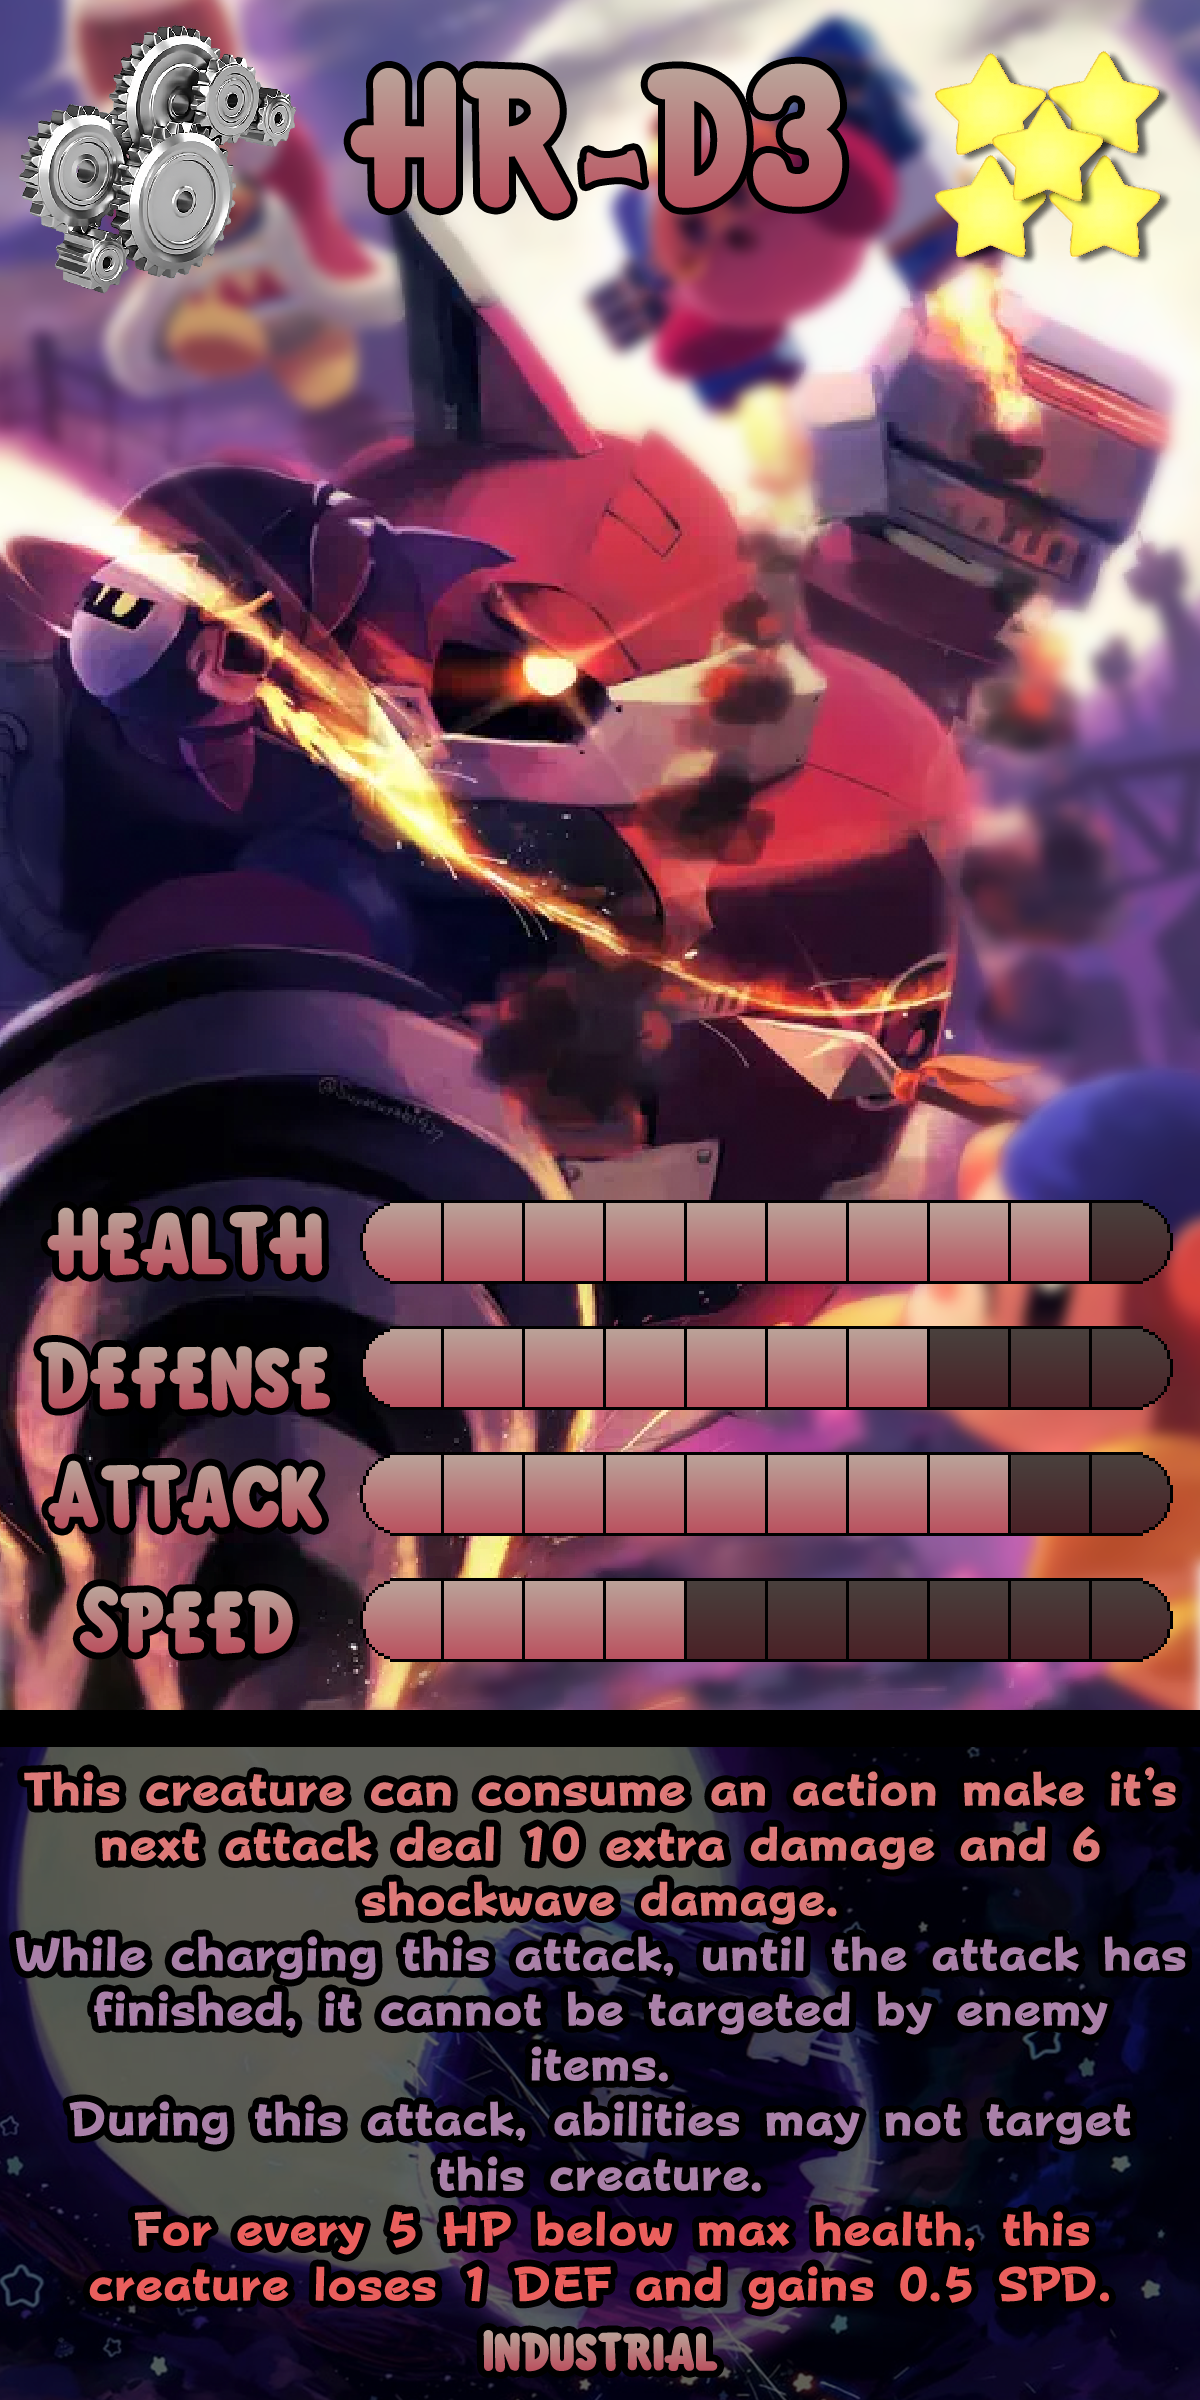 HR-D3
HEALTH
DEFENSE
ATTACK
SPEED
This creature can consume an action make it's
next attack deal 10 extra damage and 6
shockwave damage.
While charging this attack, until the attack has
finished, it cannot be targeted by enemy
items.
During this attack, abilities may not target
this creature.
For every 5 HP below max health, this
creature loses 1 DEF and gains 0.5 SPD.
INDUSTRIAL